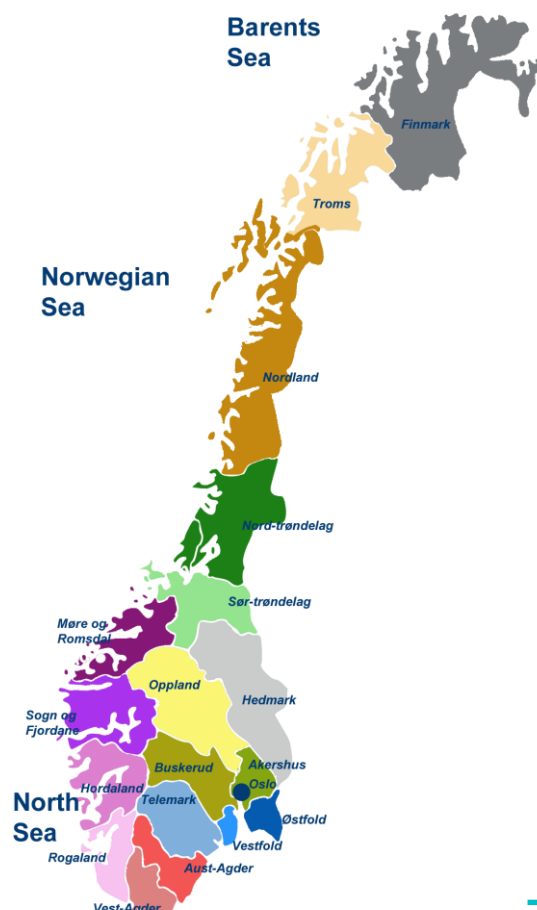 Barents
Sea
Finmark
Troms
Norwegian
Sea
Nordland
Nord-trøndelag
Sør-trøndelag
Møre og
Romsdal
Oppland
Hedmark
Sogn og
Fjordane
Buskerud
Akershus
Oslo
Hordaland
Telemark
North
Sea
Østfold
Vestfold
Rogaland
Aust-Agder
Vest-Agder